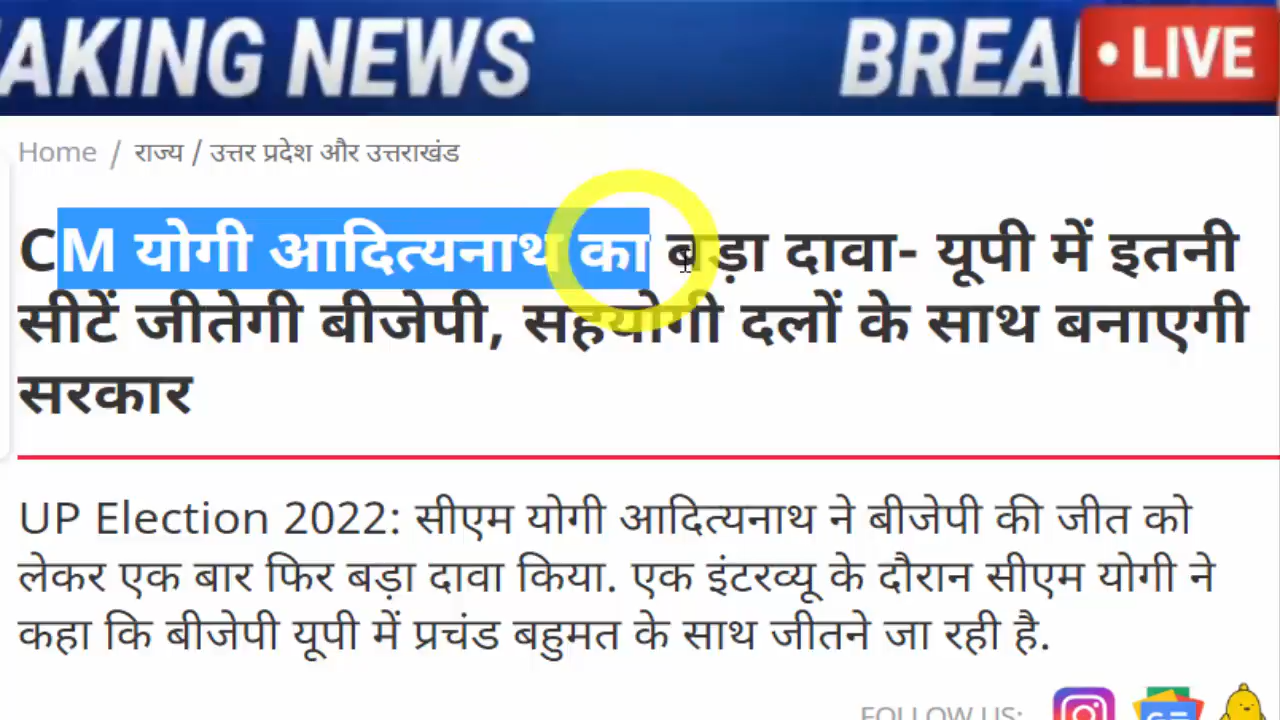 AKING NEWS BREA • LIVE
Home / राज्य / उत्तर प्रदेश और उत्तराखंड
CM योगी आदित्यनाथ का बड़ा दावा- यूपी में इतनी
सीटें जीतेगी बीजेपी, सहयोगी दलों के साथ बनाएगी
सरकार
UP Election 2022: सीएम योगी आदित्यनाथ ने बीजेपी की जीत को
लेकर एक बार फिर बड़ा दावा किया. एक इंटरव्यू के दौरान सीएम योगी ने
कहा कि बीजेपी यूपी में प्रचंड बहुमत के साथ जीतने जा रही है.
FOLLOW US: